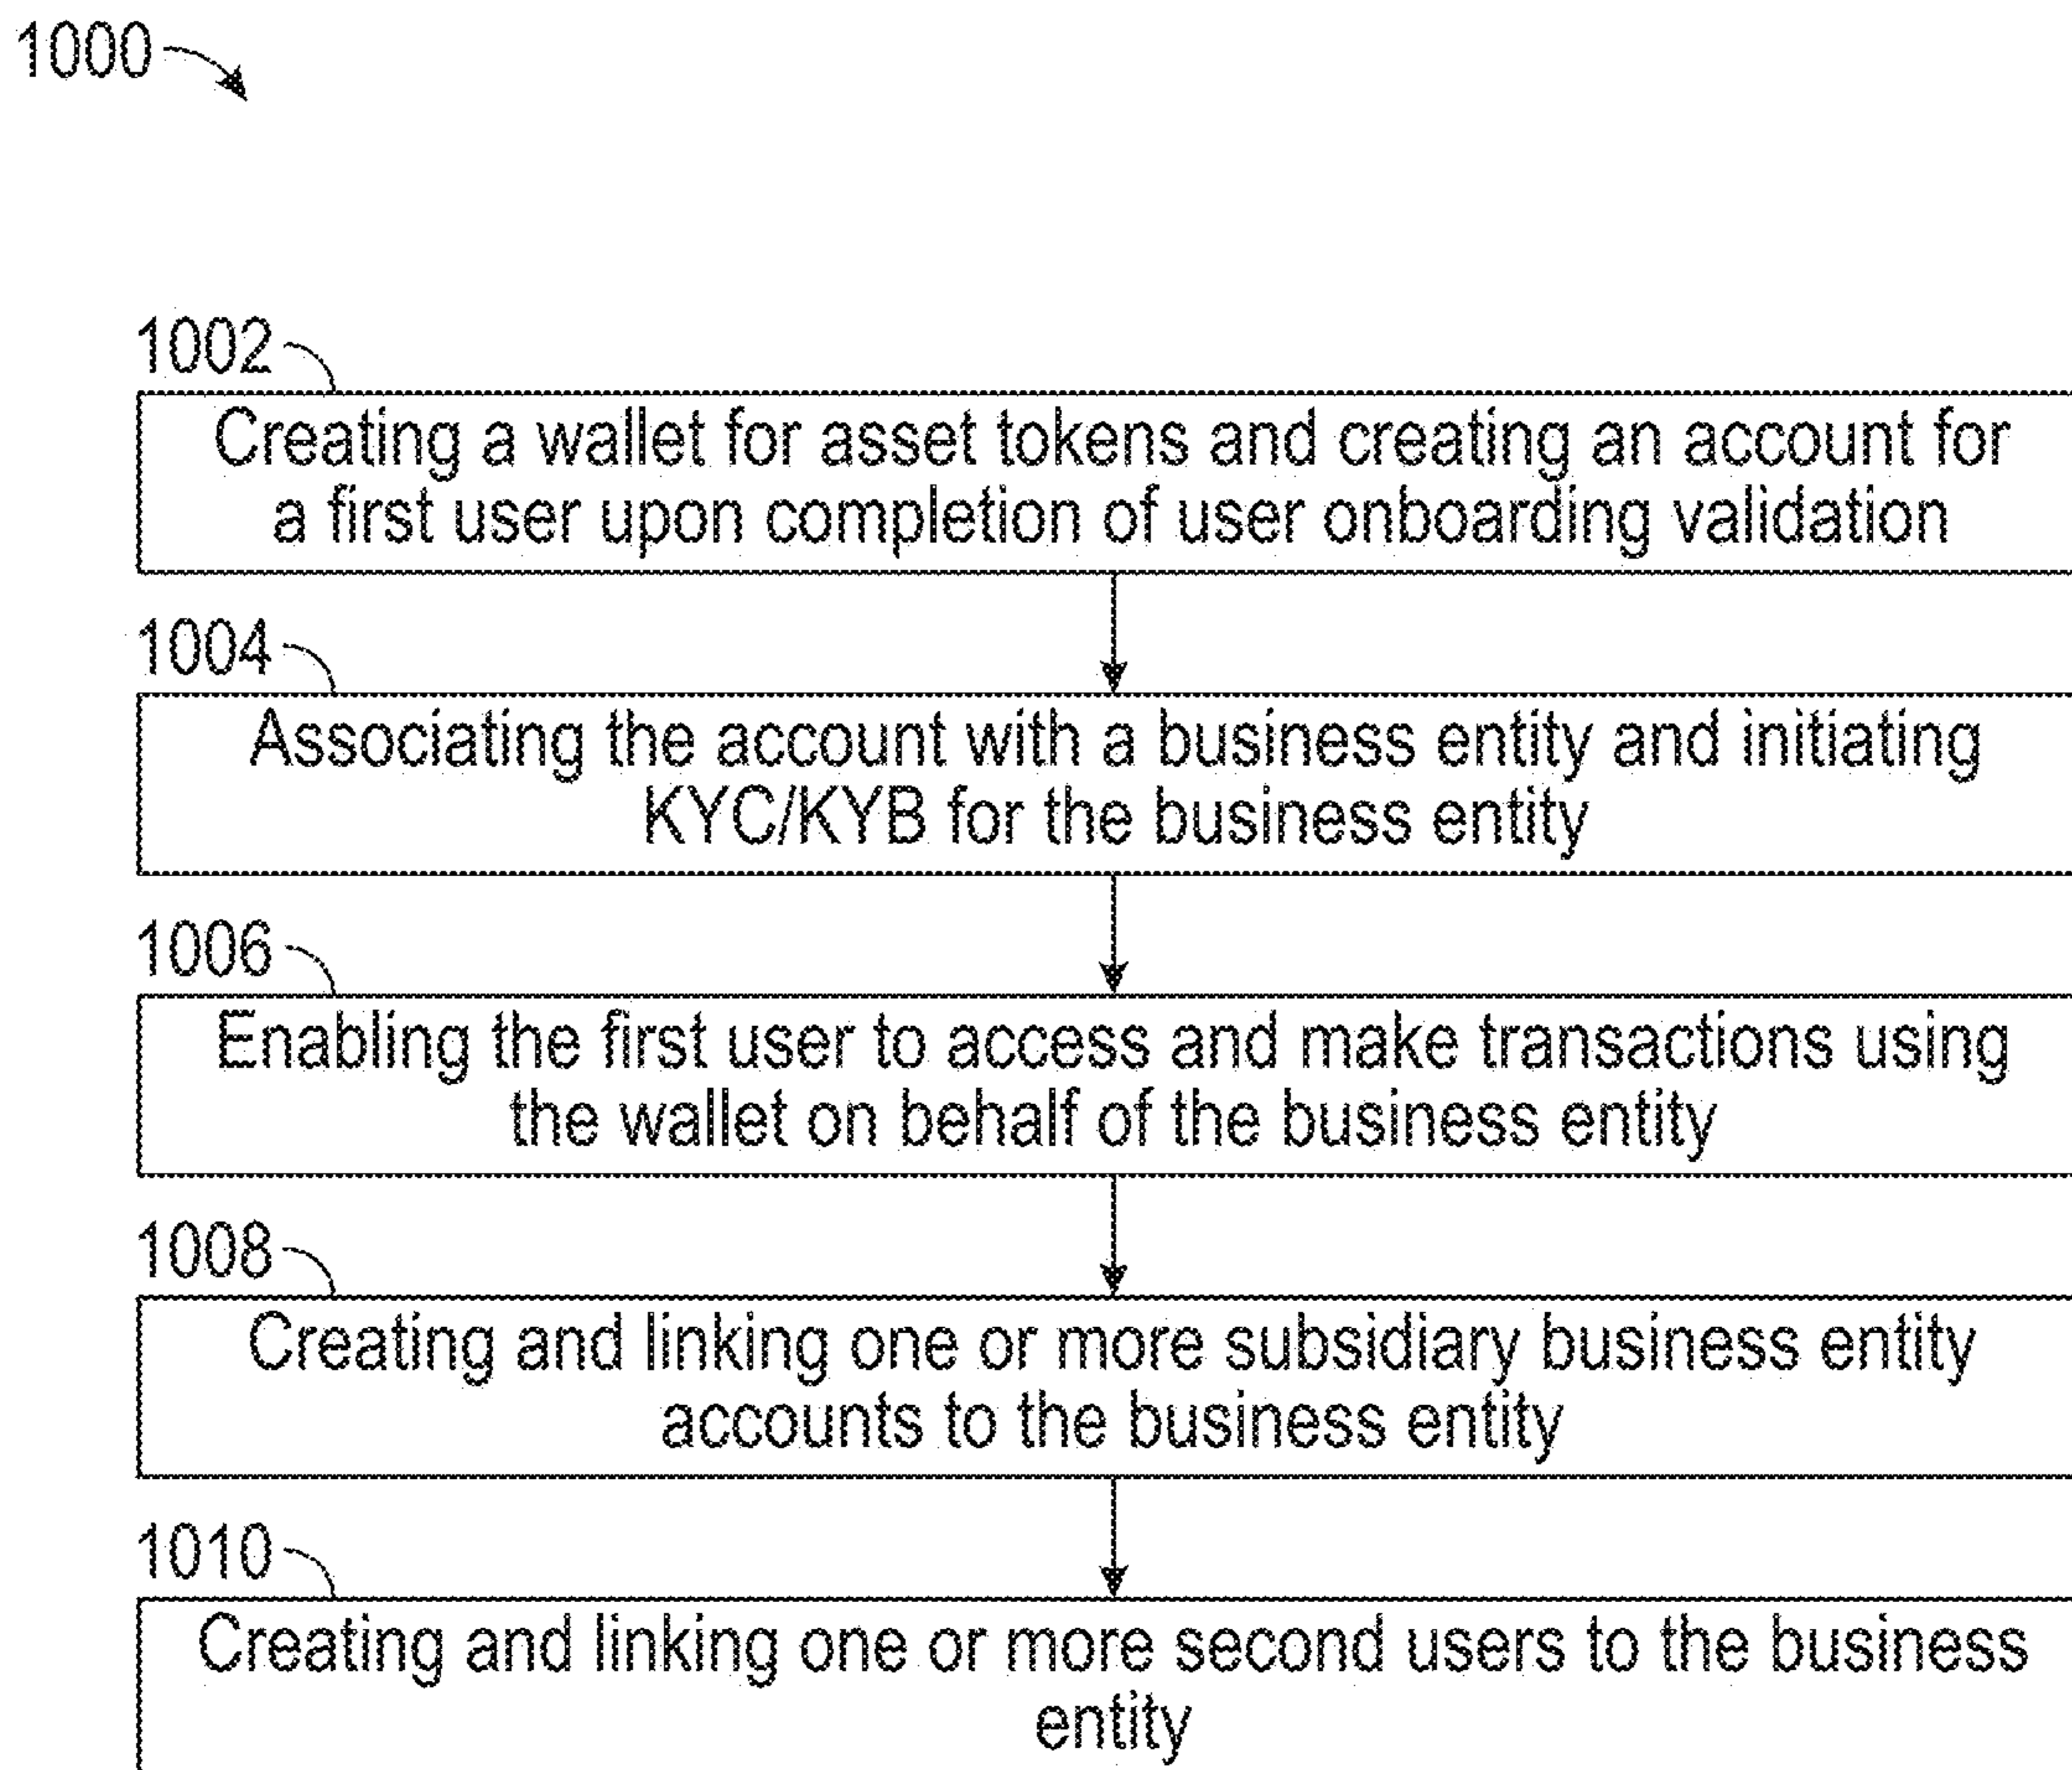 1000
1002
Creating a wallet for asset tokens and creating an account for
a first user upon completion of user onboarding validation
1004
Associating the account with a business entity and initiating
KYC/KYB for the business entity
1006
Enabling the first user to access and make transactions using
the wallet on behalf of the business entity
1008
Creating and linking one or more subsidiary business entity
accounts to the business entity
1010
Creating and linking one or more second users to the business
entity